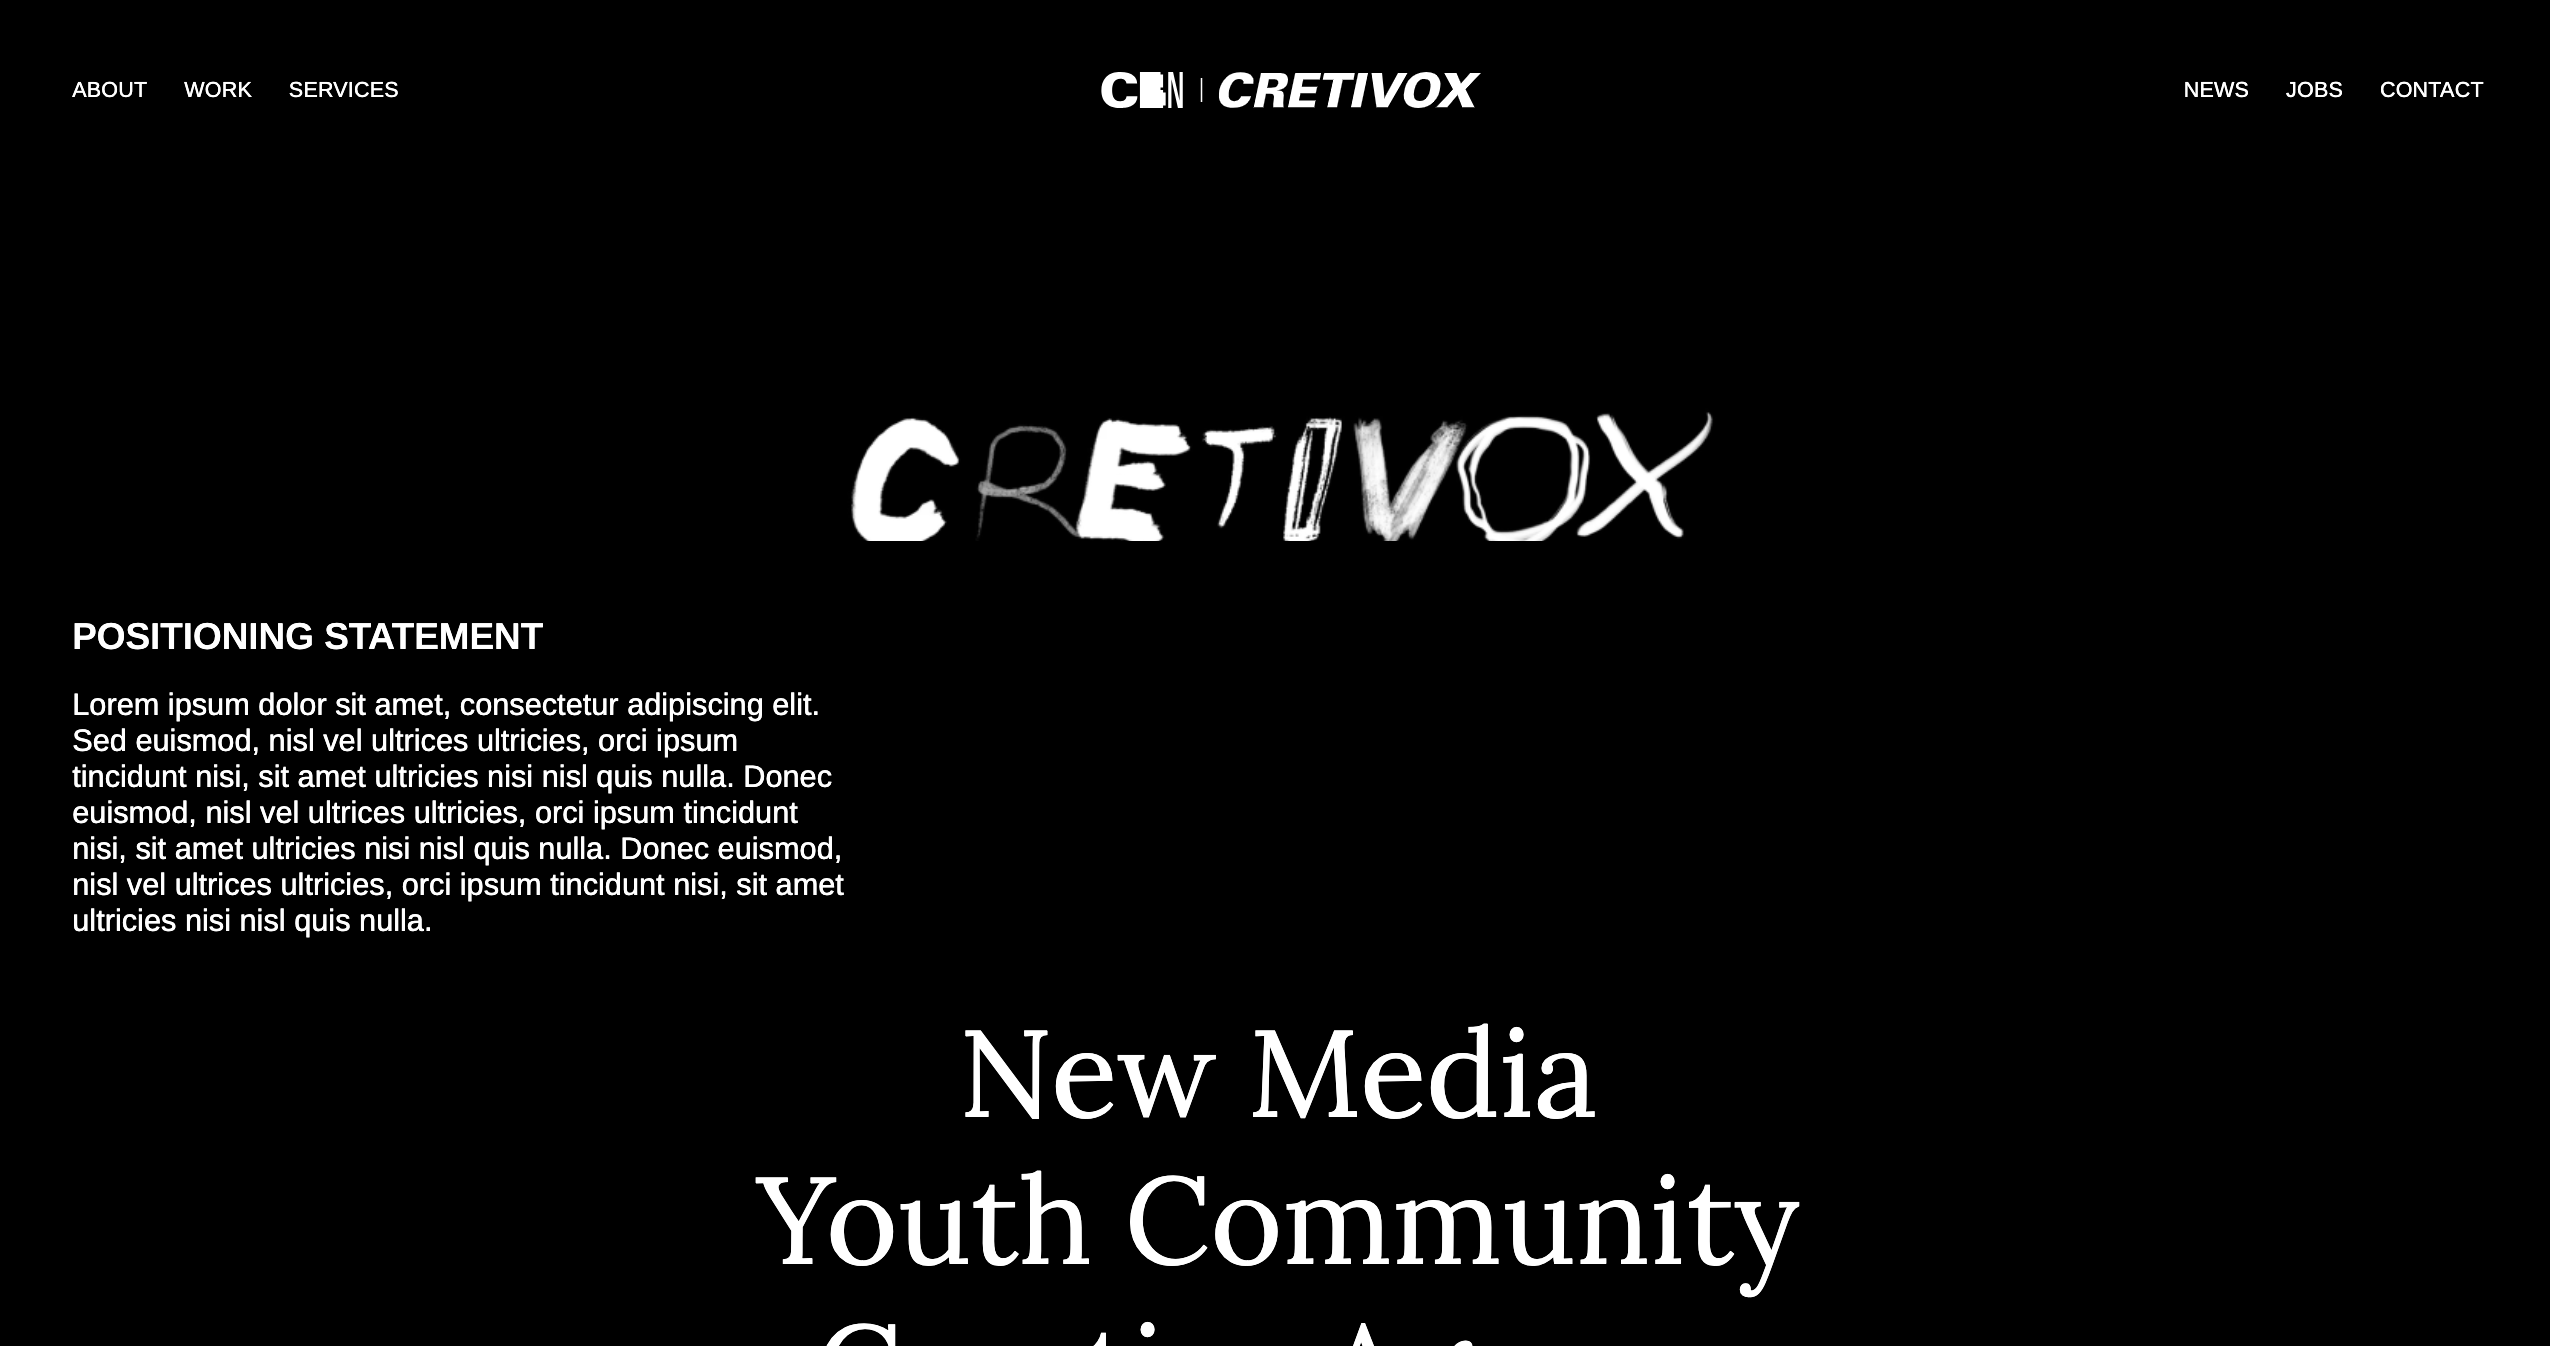 ABOUT WORK SERVICES
CXN | CRETIVOX
NEWS JOBS CONTACT
CRETIVOX
POSITIONING STATEMENT
Lorem ipsum dolor sit amet, consectetur adipiscing elit.
Sed euismod, nisl vel ultrices ultricies, orci ipsum
tincidunt nisi, sit amet ultricies nisi nisl quis nulla. Donec
euismod, nisl vel ultrices ultricies, orci ipsum tincidunt
nisi, sit amet ultricies nisi nisl quis nulla. Donec euismod,
nisl vel ultrices ultricies, orci ipsum tincidunt nisi, sit amet
ultricies nisi nisl quis nulla.
New Media
Youth Community